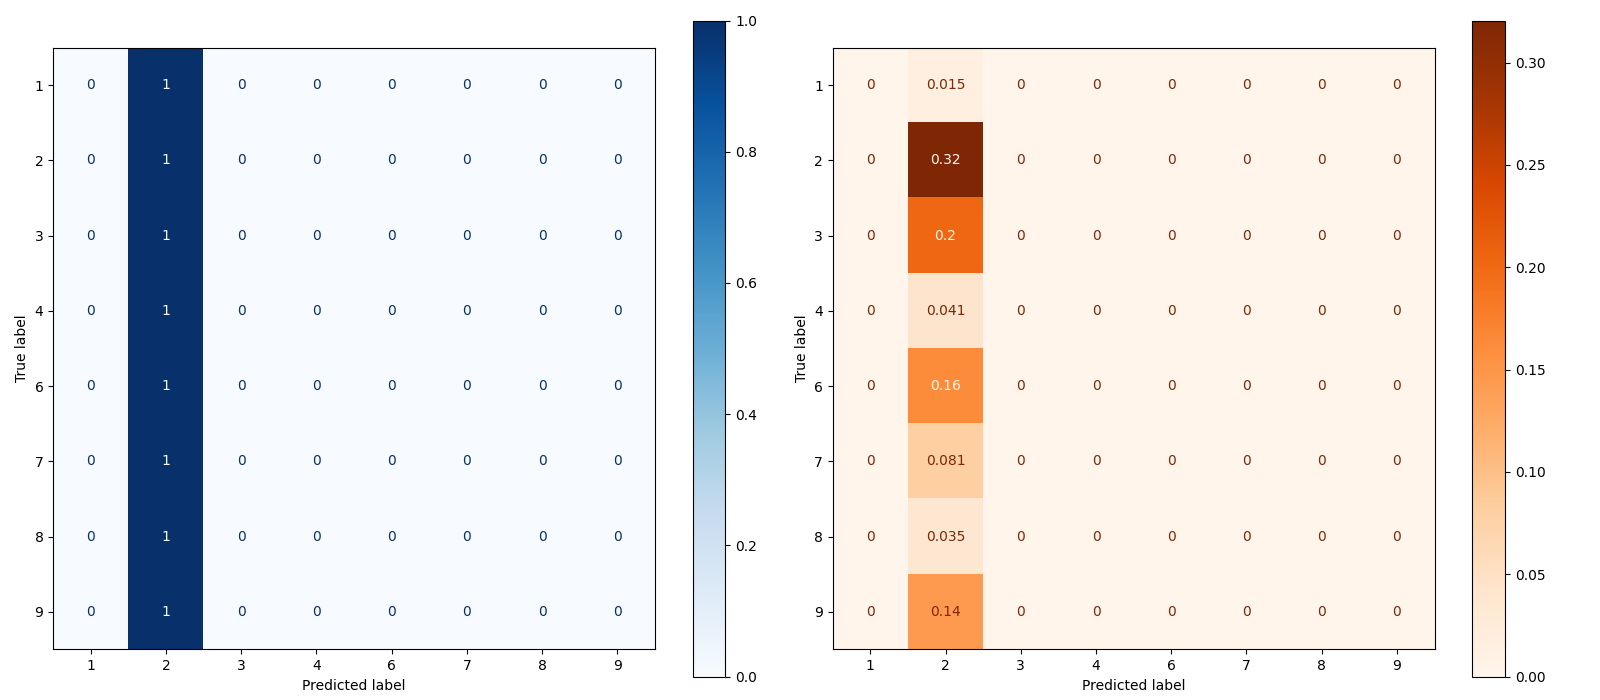 1 0 1 0 0 0 0 0 0
2 0 1 0 0 0 0 0 0
3 0 1 0 0 0 0 0 0
4 0 1 0 0 0 0 0 0
6 0 1 0 0 0 0 0 0
7 0 1 0 0 0 0 0 0
8 0 1 0 0 0 0 0 0
9 0 1 0 0 0 0 0 0
1 2 3 4 6 7 8 9
True label
Predicted label
1.0
0.8
0.6
0.4
0.2
0.0
1 0 0.015 0 0 0 0 0 0
2 0 0.32 0 0 0 0 0 0
3 0 0.2 0 0 0 0 0 0
4 0 0.041 0 0 0 0 0 0
6 0 0.16 0 0 0 0 0 0
7 0 0.081 0 0 0 0 0 0
8 0 0.035 0 0 0 0 0 0
9 0 0.14 0 0 0 0 0 0
1 2 3 4 6 7 8 9
True label
Predicted label
0.30
0.25
0.20
0.15
0.10
0.05
0.00